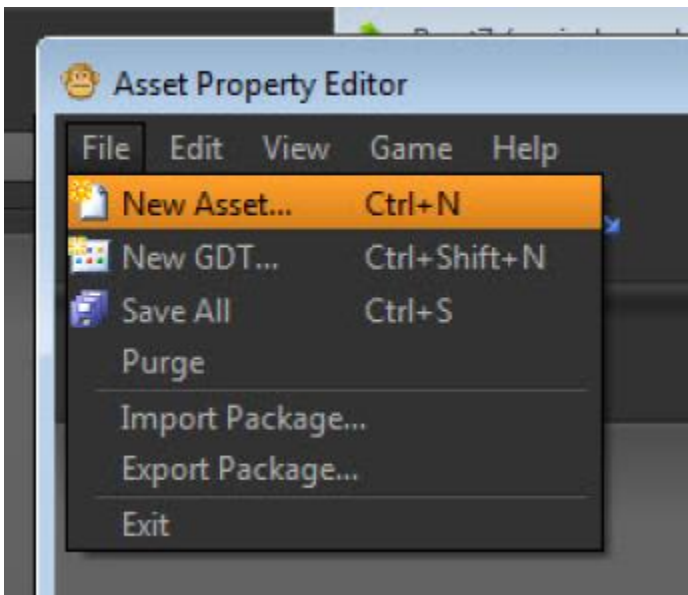 Asset Property Editor
File Edit View Game Help
New Asset... Ctrl+N
New GDT... Ctrl+Shift+N
Save All Ctrl+S
Purge
Import Package...
Export Package...
Exit